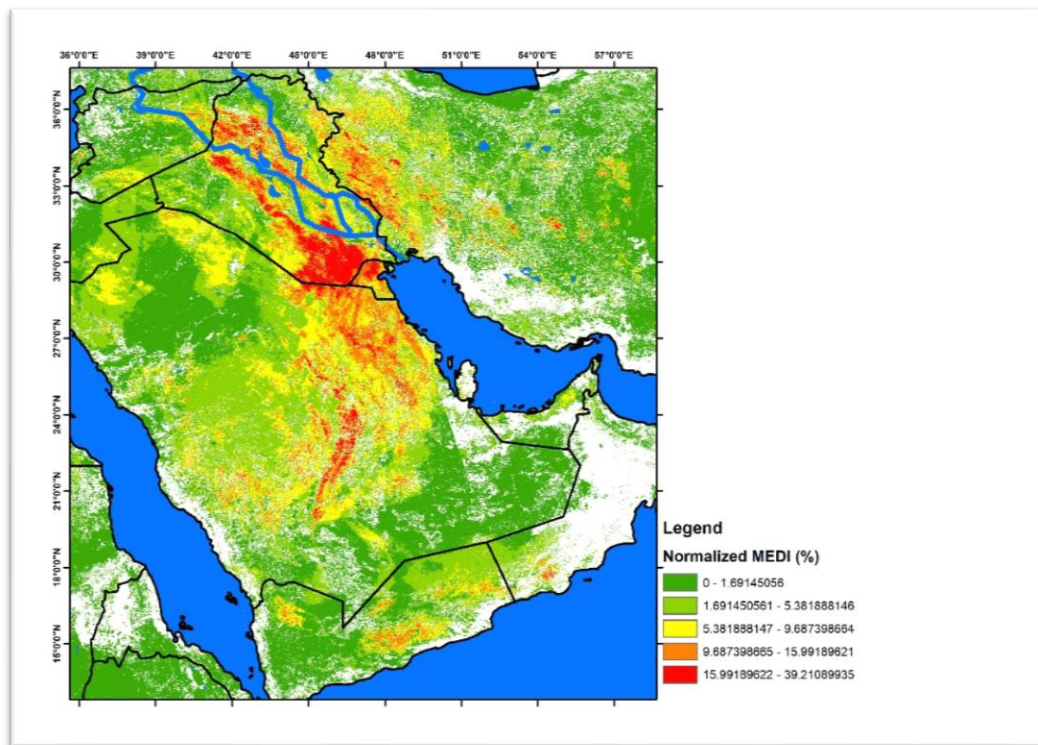 36°0'0"E 39°0'0"E 42°0'0"E 45°0'0"E 48°0'0"E 51°0'0"E 54°0'0"E 57°0'0"E
36°0'0"N
33°0'0"N
30°0'0"N
27°0'0"N
24°0'0"N
21°0'0"N
18°0'0"N
15°0'0"N
Legend
Normalized MEDI (%)
0 - 1.69145056
1.691450561 - 5.381888146
5.381888147 - 9.687398664
9.687398665 - 15.99189621
15.99189622 - 39.21089935